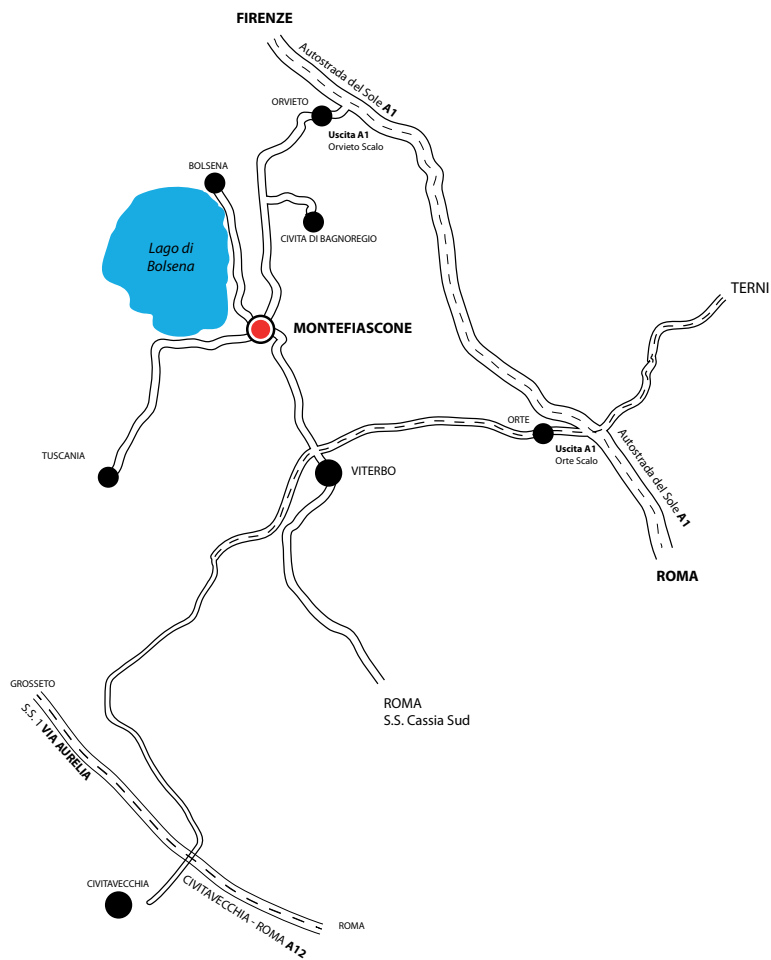 FIRENZE
Autostrada del Sole A1
ORVIETO
Uscita A1
Orvieto Scalo
BOLSENA
CIVITA DI BAGNOREGIO
Lago di
Bolsena
TERNI
MONTEFIASCONE
ORTE
Uscita A1
Orte Scalo
Autostrada del Sole A1
TUSCANIA
VITERBO
ROMA
GROSSETO
S.S. 1 VIA AURELIA
ROMA
S.S. Cassia Sud
CIVITAVECCHIA
CIVITAVECCHIA - ROMA A12
ROMA